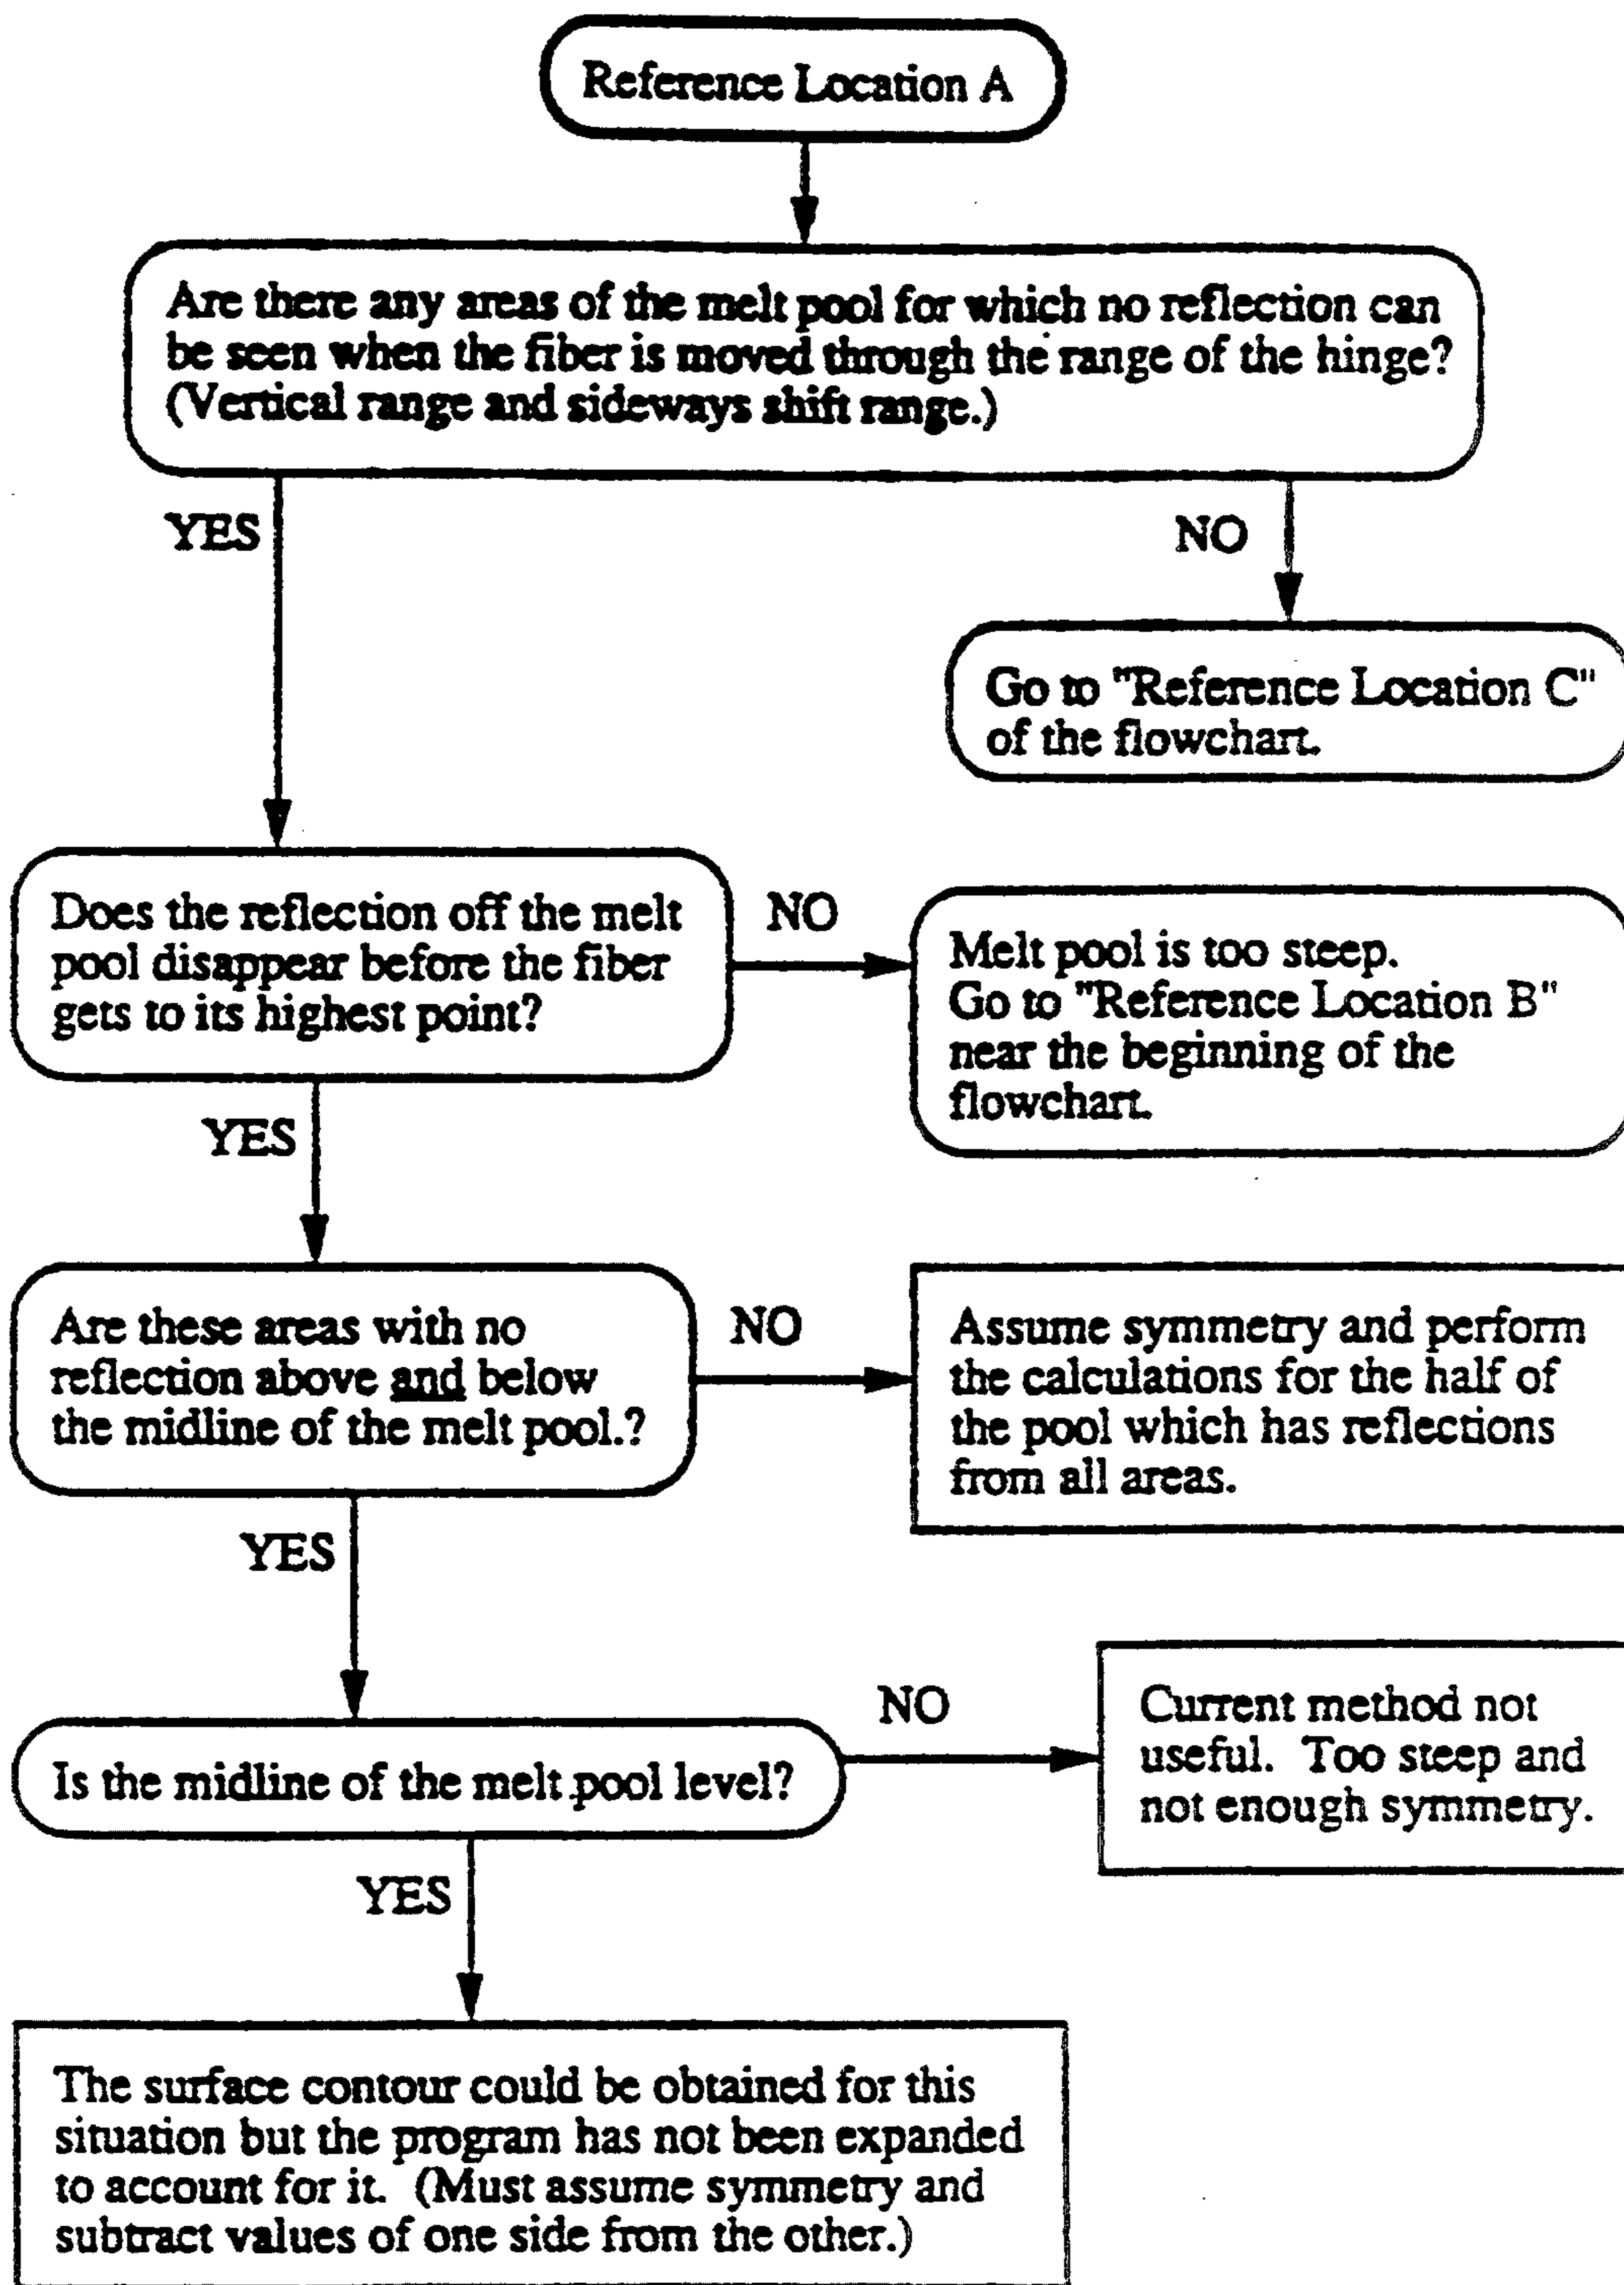 Reference Location A
Are there any areas of the melt pool for which no reflection can
be seen when the fiber is moved through the range of the hinge?
(Vertical range and sideways shift range.)
YES
NO
Go to "Reference Location C"
of the flowchart.
Does the reflection off the melt
pool disappear before the fiber
gets to its highest point?
NO
Melt pool is too steep.
Go to "Reference Location B"
near the beginning of the
flowchart.
YES
Are these areas with no
reflection above and below
the midline of the melt pool.?
NO
Assume symmetry and perform
the calculations for the half of
the pool which has reflections
from all areas.
YES
Is the midline of the melt pool level?
NO
Current method not
useful. Too steep and
not enough symmetry.
YES
The surface contour could be obtained for this
situation but the program has not been expanded
to account for it. (Must assume symmetry and
subtract values of one side from the other.)